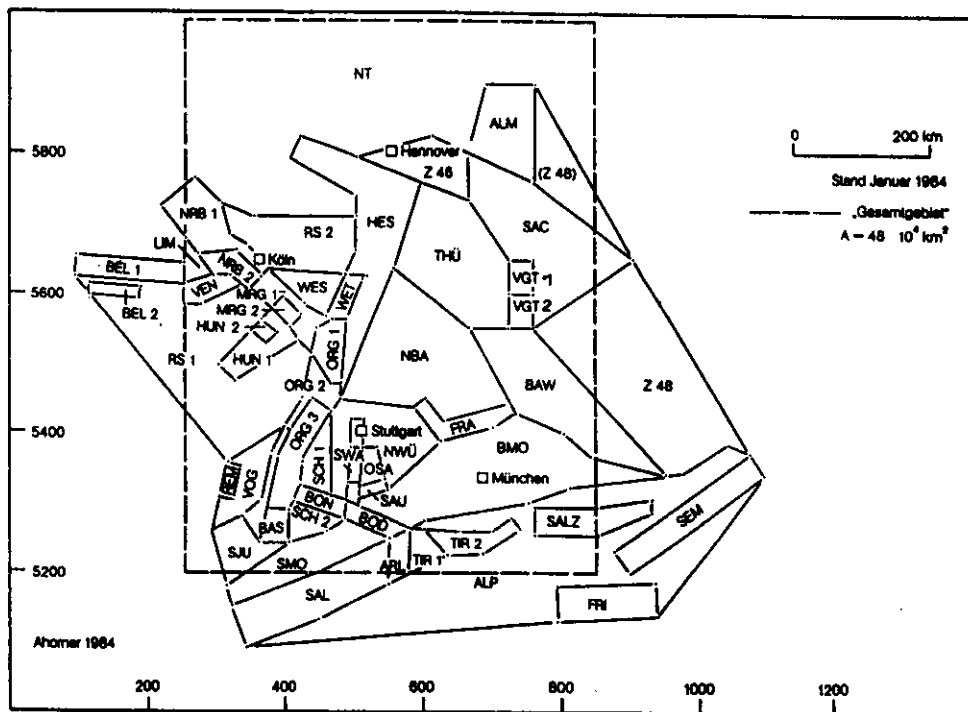 NT
ALM
0 200 km
5800
Hannover
Z 46
(Z 48)
Stand Januar 1984
„Gesamtgebiet“
A = 48 10⁴ km²
NRB 1
RS 2
HES
SAC
THÜ
LIM
NRB 2
Köln
BEL 1
VEN
MRG 1
WES
WET
VGT 1
5600
BEL 2
MRG 2
VGT 2
HUN 2
RS 1
HUN 1
ORG 1
NBA
ORG 2
BAW
Z 48
5400
ORG 3
Stuttgart
FRA
SWA
NWÜ
BMO
REM
VOG
SCH 1
OSA
München
SAU
BON
SCH 2
BOD
SALZ
SEM
BAS
SJU
SMO
ARL
TIR 1
TIR 2
5200
SAL
ALP
FRI
Ahorner 1984
200 400 600 800 1000 1200